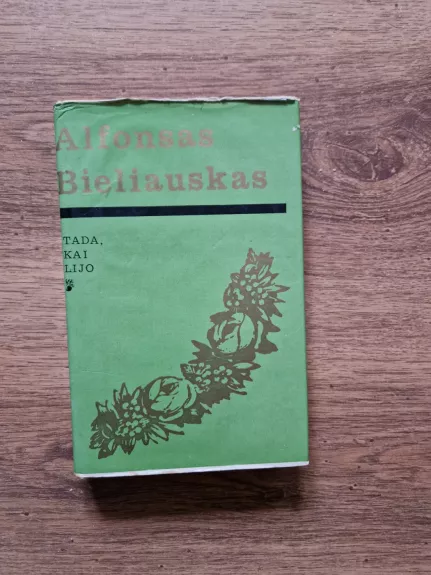 Alfonsas
Bieliauskas
TADA,
KAI
LIJO